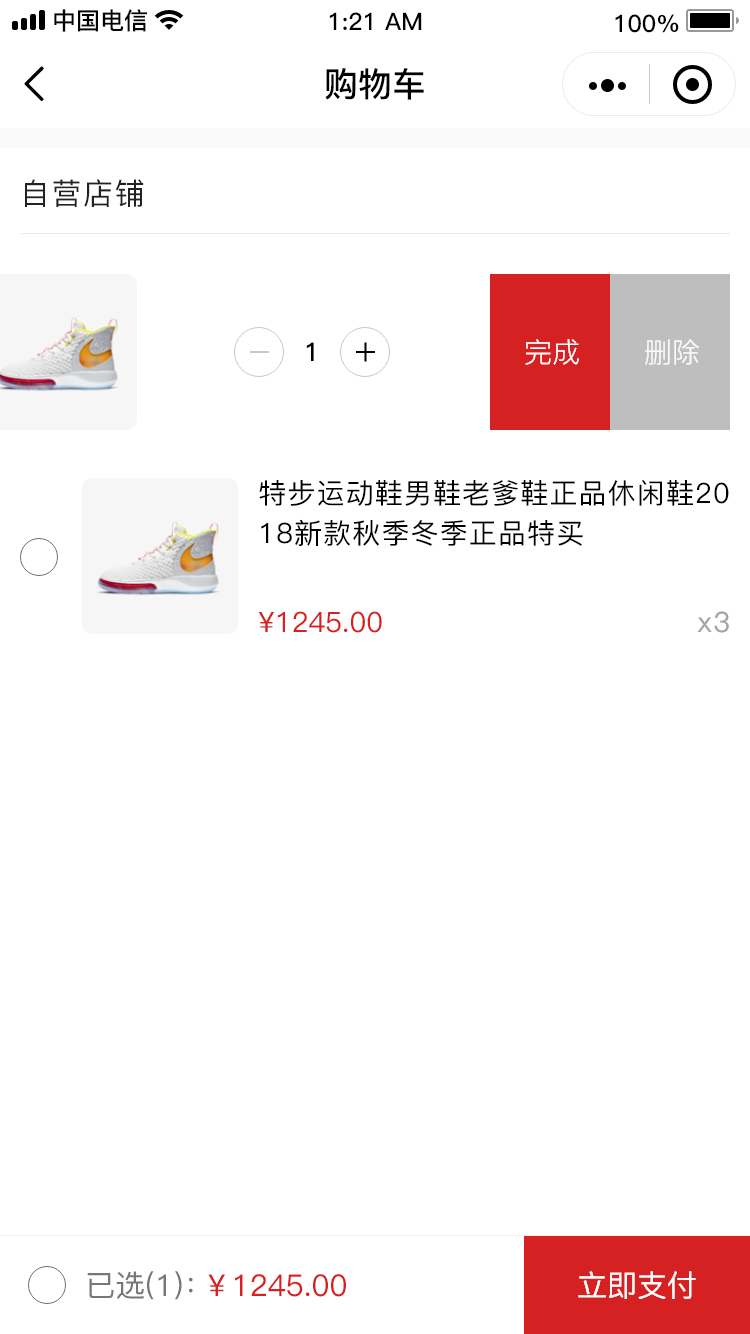 中国电信
1:21 AM
100%
购物车
自营店铺
1
完成
删除
特步运动鞋男鞋老爹鞋正品休闲鞋20
18新款秋季冬季正品特买
¥1245.00
x3
已选(1): ¥1245.00
立即支付